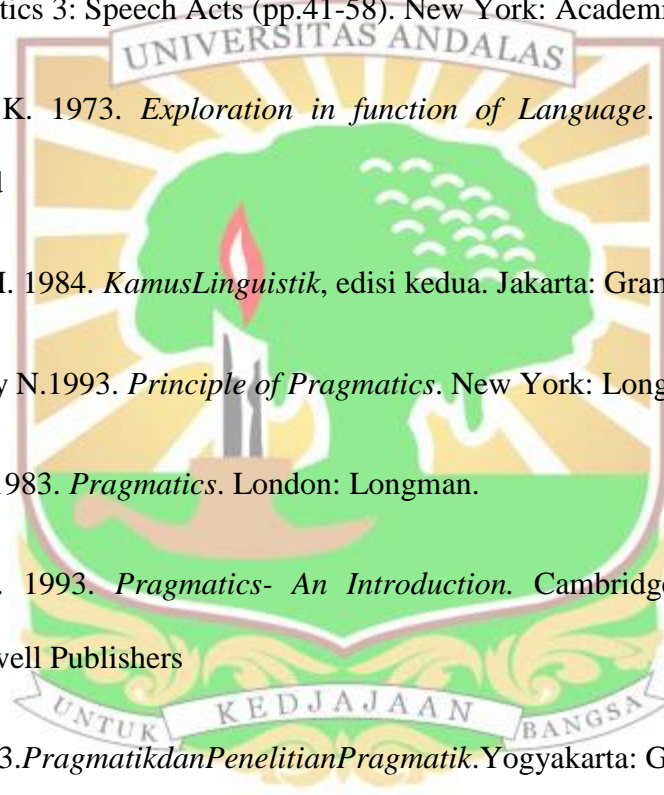 tics 3: Speech Acts (pp.41-58). New York: Academ
UNIVERSITAS ANDALAS
K. 1973. Exploration in function of Language.
1984. KamusLinguistik, edisi kedua. Jakarta: Gran
y N.1993. Principle of Pragmatics. New York: Long
1983. Pragmatics. London: Longman.
. 1993. Pragmatics- An Introduction. Cambridge
well Publishers
UNTUK KEDJAJAAN BANGSA
3.PragmatikdanPenelitianPragmatik.Yogyakarta: G